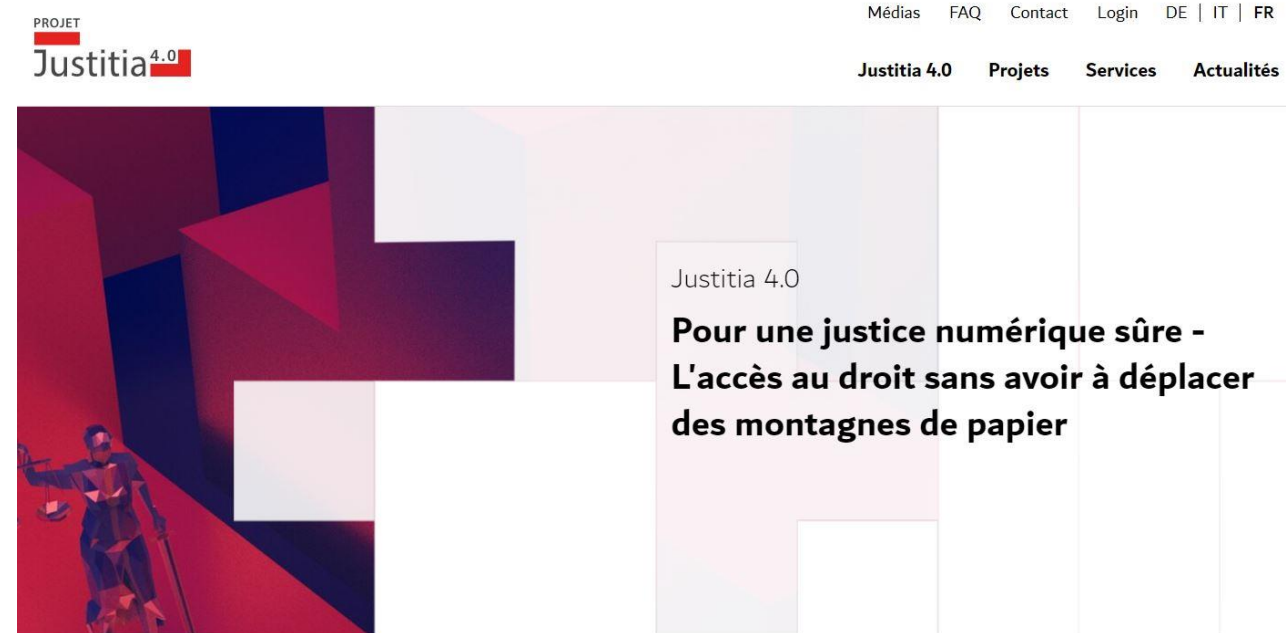 PROJET
Justitia 4.0
Médias FAQ Contact Login DE | IT | FR
Justitia 4.0 Projets Services Actualités
Justitia 4.0
Pour une justice numérique sûre -
L'accès au droit sans avoir à déplacer
des montagnes de papier